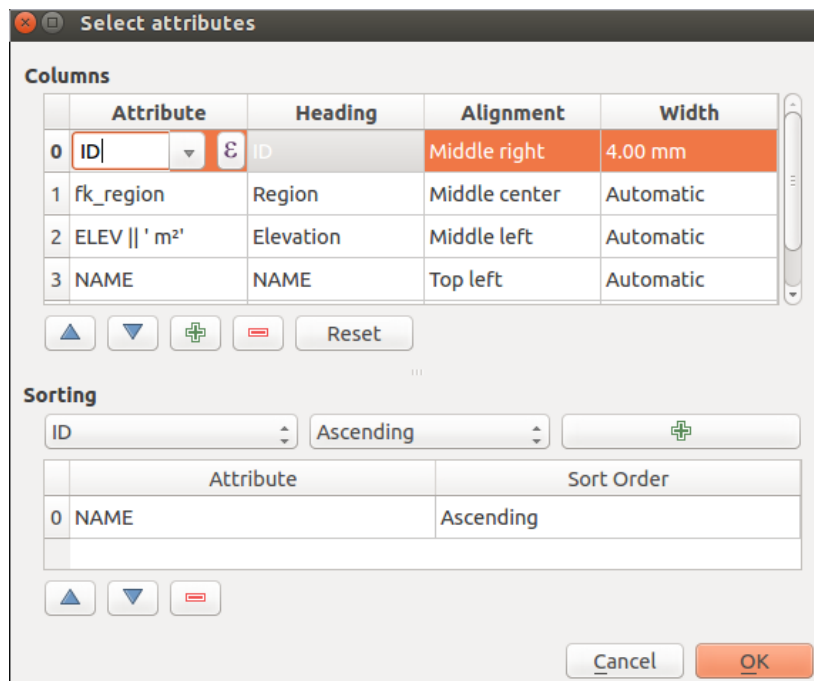 Select attributes
Columns
Attribute Heading Alignment Width
0 ID ε ID Middle right 4.00 mm
1 fk_region Region Middle center Automatic
2 ELEV || ' m²' Elevation Middle left Automatic
3 NAME NAME Top left Automatic
Reset
Sorting
ID Ascending
Attribute Sort Order
0 NAME Ascending
Cancel OK